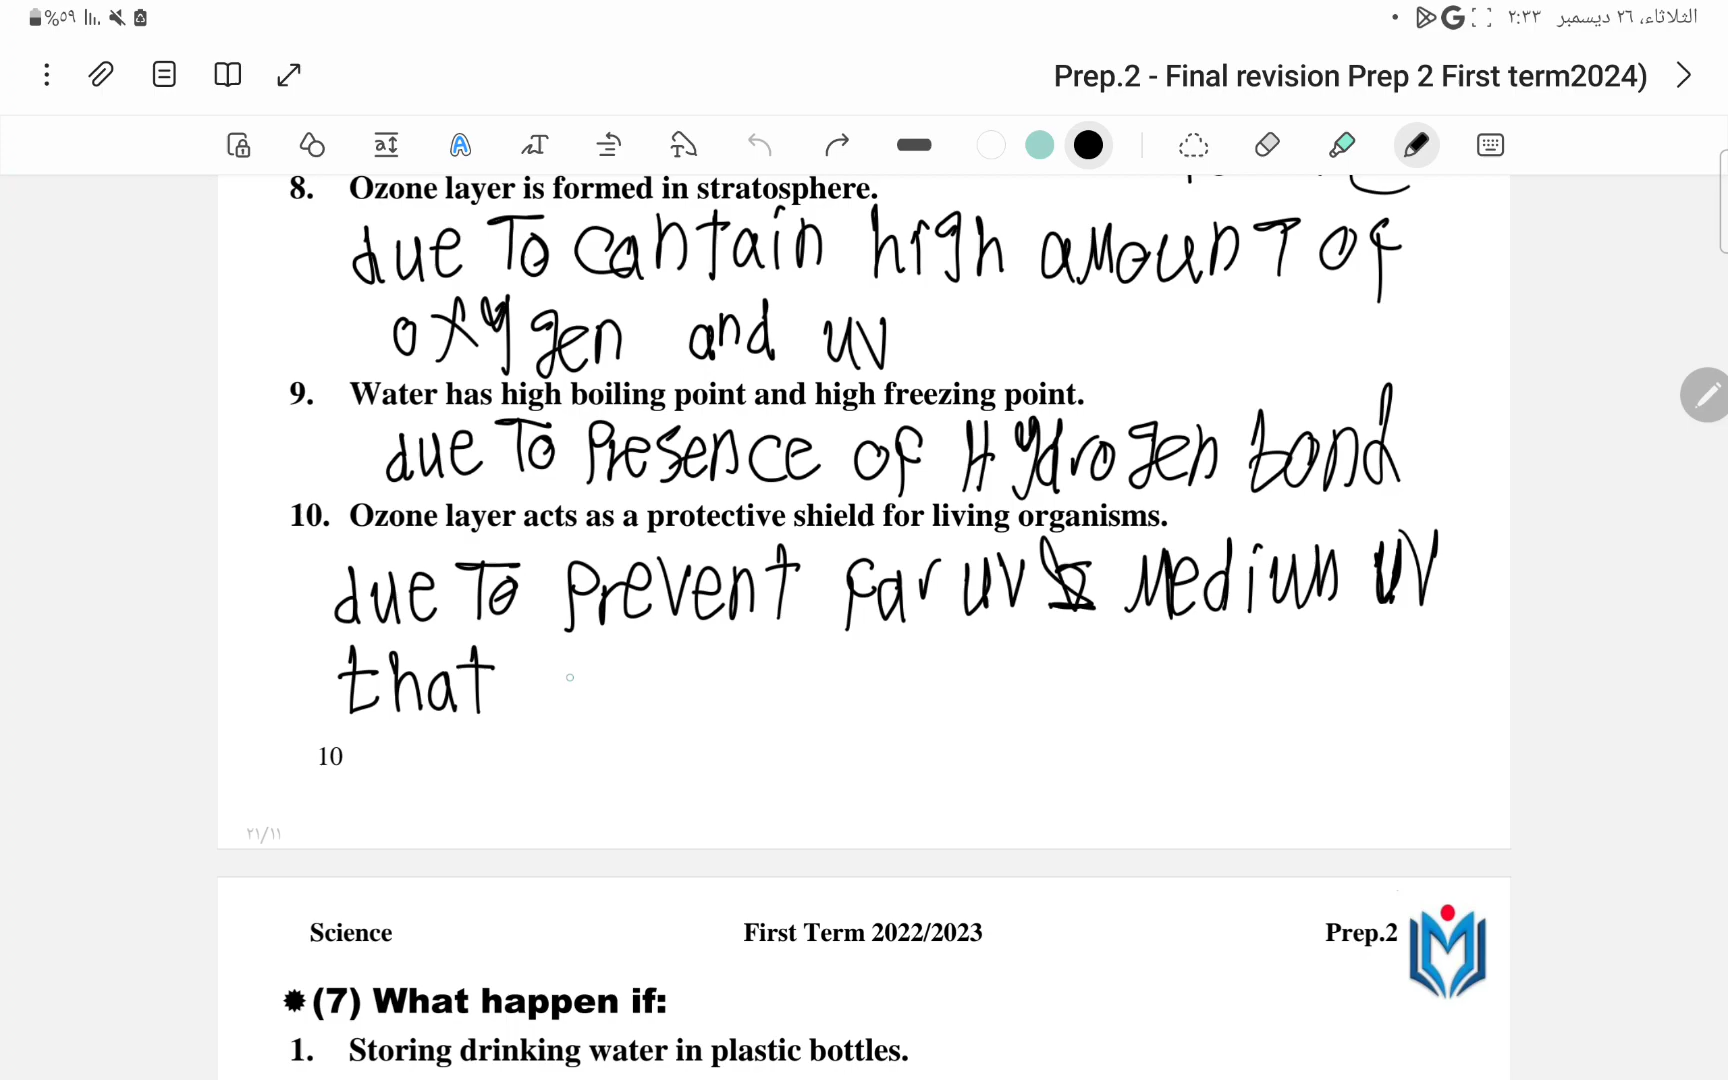 %٥٩
الثلاثاء، ٢٦ ديسمبر ٢:٣٣
Prep.2 - Final revision Prep 2 First term2024)
8. Ozone layer is formed in stratosphere.
due To cantain high amount of
oxygen and UV
9. Water has high boiling point and high freezing point.
due To Presence of Hydrogen bond
10. Ozone layer acts as a protective shield for living organisms.
due To Prevent far UV & Medium UV
that
10
٢١/١١
Science First Term 2022/2023 Prep.2
(7) What happen if:
1. Storing drinking water in plastic bottles.